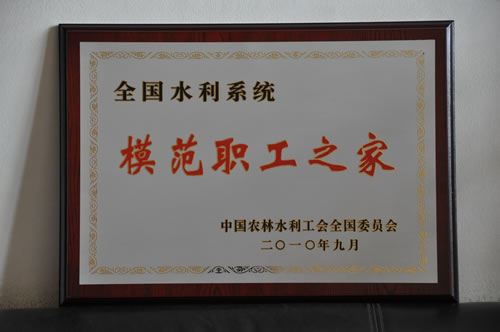 全国水利系统
模范职工之家
中国农林水利工会全国委员会
二〇一〇年九月